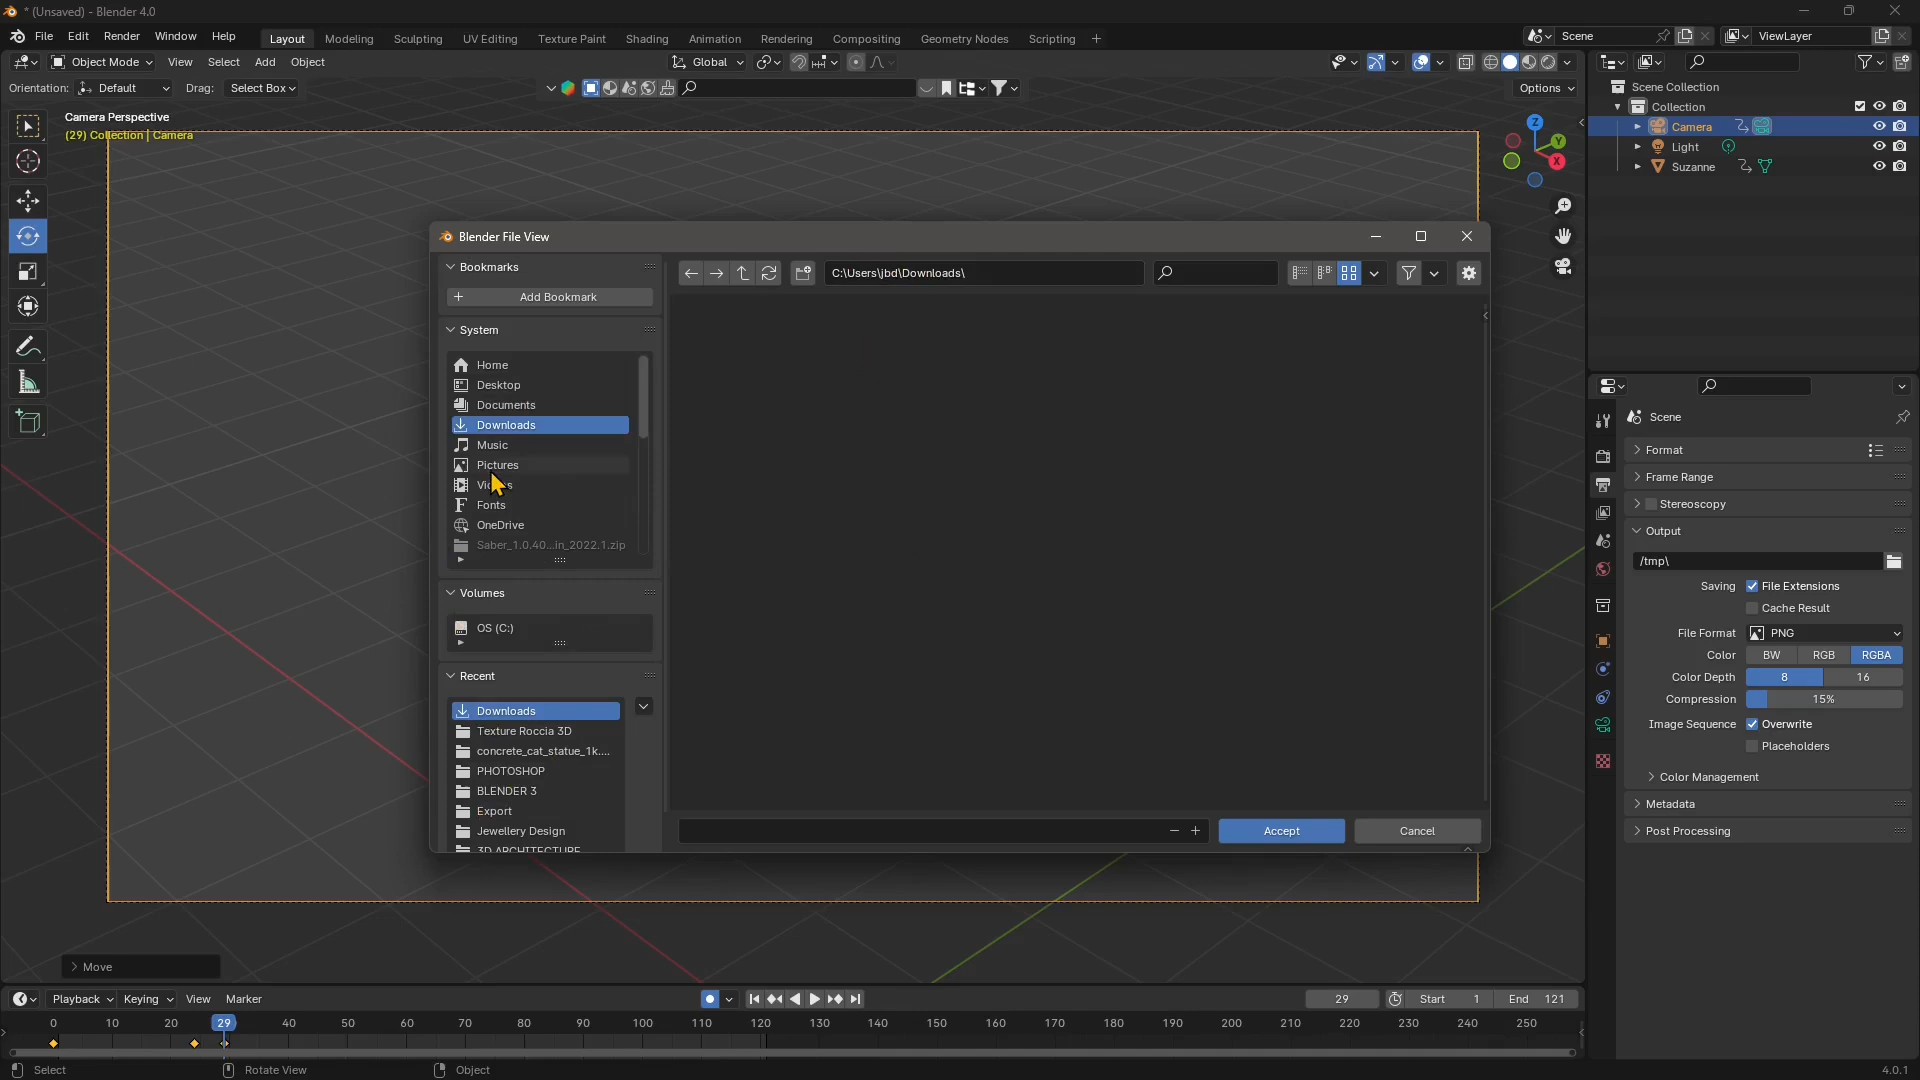 * (Unsaved) - Blender 4.0
File Edit Render Window Help Layout Modeling Sculpting UV Editing Texture Paint Shading Animation Rendering Compositing Geometry Nodes Scripting + Scene ViewLayer
Object Mode View Select Add Object Global
Orientation: Default Drag: Select Box Options
Camera Perspective
(29) Collection | Camera
Z
Y
X
Scene Collection
Collection
Camera
Light
Suzanne
Blender File View
Bookmarks
Add Bookmark
C:\Users\jbd\Downloads\
System
Home
Desktop
Documents
Downloads
Music
Pictures
Fonts
OneDrive
Saber_1.0.40...in_2022.1.zip
Volumes
OS (C:)
Recent
Downloads
Texture Roccia 3D
concrete_cat_statue_1k....
PHOTOSHOP
BLENDER 3
Export
Jewellery Design
3D ARCHITECTURE
Accept Cancel
Scene
Format
Frame Range
Stereoscopy
Output
/tmp\
Saving File Extensions
Cache Result
File Format PNG
Color BW RGB RGBA
Color Depth 8 16
Compression 15%
Image Sequence Overwrite
Placeholders
Color Management
Metadata
Post Processing
Move
Playback Keying View Marker 29 Start 1 End 121
0 10 20 29 40 50 60 70 80 90 100 110 120 130 140 150 160 170 180 190 200 210 220 230 240 250
Select Rotate View Object 4.0.1